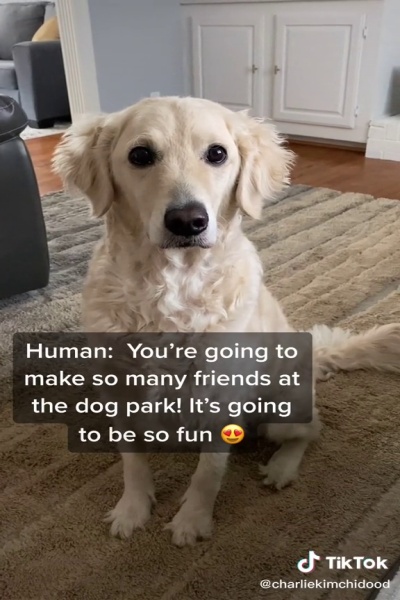 Human:  You're going to
make so many friends at
the dog park! It's going
to be so fun 😍
TikTok
@charliekimchidood